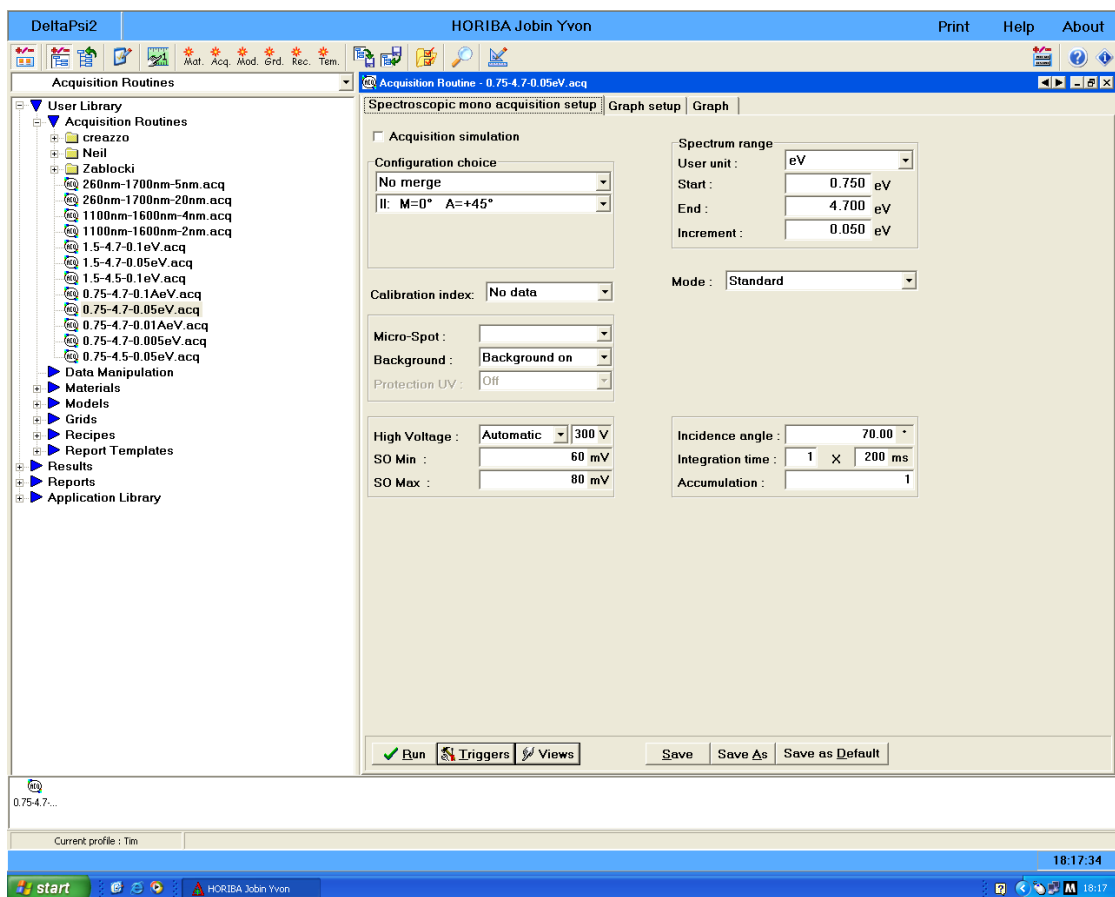 DeltaPsi2 HORIBA Jobin Yvon Print Help About
Mat. Acq. Mod. Grd. Rec. Tem.
Acquisition Routines
Acquisition Routine - 0.75-4.7-0.05eV.acq
User Library
Acquisition Routines
creazzo
Neil
Zablocki
260nm-1700nm-5nm.acq
260nm-1700nm-20nm.acq
1100nm-1600nm-4nm.acq
1100nm-1600nm-2nm.acq
1.5-4.7-0.1eV.acq
1.5-4.7-0.05eV.acq
1.5-4.5-0.1eV.acq
0.75-4.7-0.1AeV.acq
0.75-4.7-0.05eV.acq
0.75-4.7-0.01AeV.acq
0.75-4.7-0.005eV.acq
0.75-4.5-0.05eV.acq
Data Manipulation
Materials
Models
Grids
Recipes
Report Templates
Results
Reports
Application Library
Spectroscopic mono acquisition setup Graph setup Graph
Acquisition simulation
Configuration choice
No merge
II: M=0° A=+45°
Spectrum range
User unit : eV
Start : 0.750 eV
End : 4.700 eV
Increment : 0.050 eV
Calibration index: No data
Mode : Standard
Micro-Spot :
Background : Background on
Protection UV : Off
High Voltage : Automatic 300 V
SO Min : 60 mV
SO Max : 80 mV
Incidence angle : 70.00 °
Integration time : 1 X 200 ms
Accumulation : 1
Run Triggers Views Save Save As Save as Default
ACQ
0.75-4.7-...
Current profile : Tim
18:17:34
start HORIBA Jobin Yvon 18:17